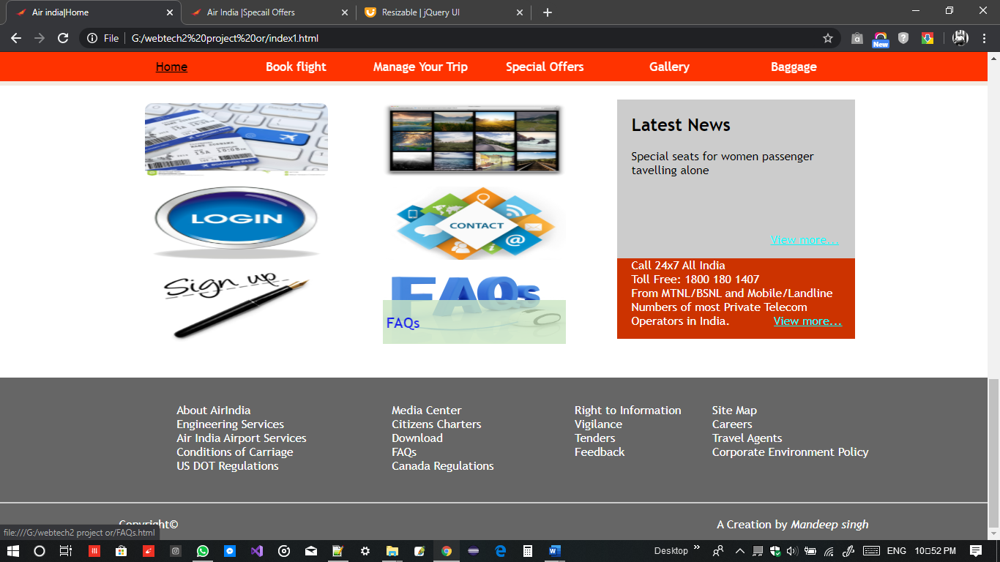 Air india|Home
Air India |Specail Offers
Resizable | jQuery UI
File
G:/webtech2%20project%20or/index1.html
New
Home
Book flight
Manage Your Trip
Special Offers
Gallery
Baggage
LOGIN
CONTACT
Sign up
FAQs
FAQs
Latest News
Special seats for women passenger
tavelling alone
View more...
Call 24x7 All India
Toll Free: 1800 180 1407
From MTNL/BSNL and Mobile/Landline
Numbers of most Private Telecom
Operators in India.
View more...
About AirIndia
Engineering Services
Air India Airport Services
Conditions of Carriage
US DOT Regulations
Media Center
Citizens Charters
Download
FAQs
Canada Regulations
Right to Information
Vigilance
Tenders
Feedback
Site Map
Careers
Travel Agents
Corporate Environment Policy
Copyright©
A Creation by Mandeep singh
file:///G:/webtech2 project or/FAQs.html
Desktop
ENG
10:52 PM